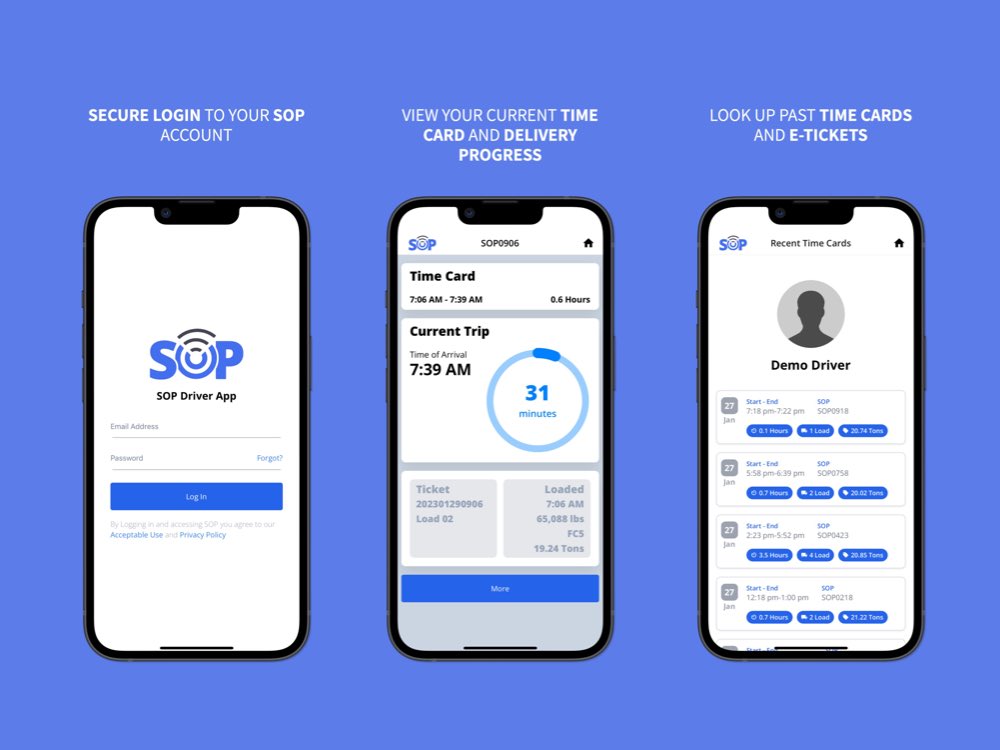 SECURE LOGIN TO YOUR SOP
ACCOUNT
SOP
SOP Driver App
Email Address
Password Forgot?
Log In
By Logging in and accessing SOP you agree to our
Acceptable Use and Privacy Policy
VIEW YOUR CURRENT TIME
CARD AND DELIVERY
PROGRESS
SOP SOP0906
Time Card
7:06 AM - 7:39 AM 0.6 Hours
Current Trip
Time of Arrival
7:39 AM
31
minutes
Ticket
202301290906
Load 02
Loaded
7:06 AM
65,088 lbs
FC5
19.24 Tons
More
LOOK UP PAST TIME CARDS
AND E-TICKETS
SOP Recent Time Cards
Demo Driver
27
Jan
Start - End SOP
7:18 pm-7:22 pm SOP0918
0.1 Hours 1 Load 20.74 Tons
27
Jan
Start - End SOP
5:58 pm-6:39 pm SOP0758
0.7 Hours 2 Load 20.02 Tons
27
Jan
Start - End SOP
2:23 pm-5:52 pm SOP0423
3.5 Hours 4 Load 20.85 Tons
27
Jan
Start - End SOP
12:18 pm-1:00 pm SOP0218
0.7 Hours 2 Load 21.22 Tons
Start - End SOP